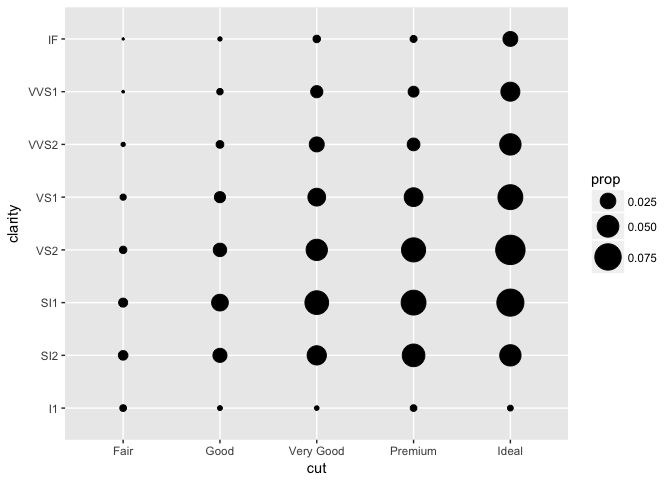 IF
VVS1
VVS2
VS1
VS2
SI1
SI2
I1
clarity
Fair Good Very Good Premium Ideal
cut
prop
0.025
0.050
0.075